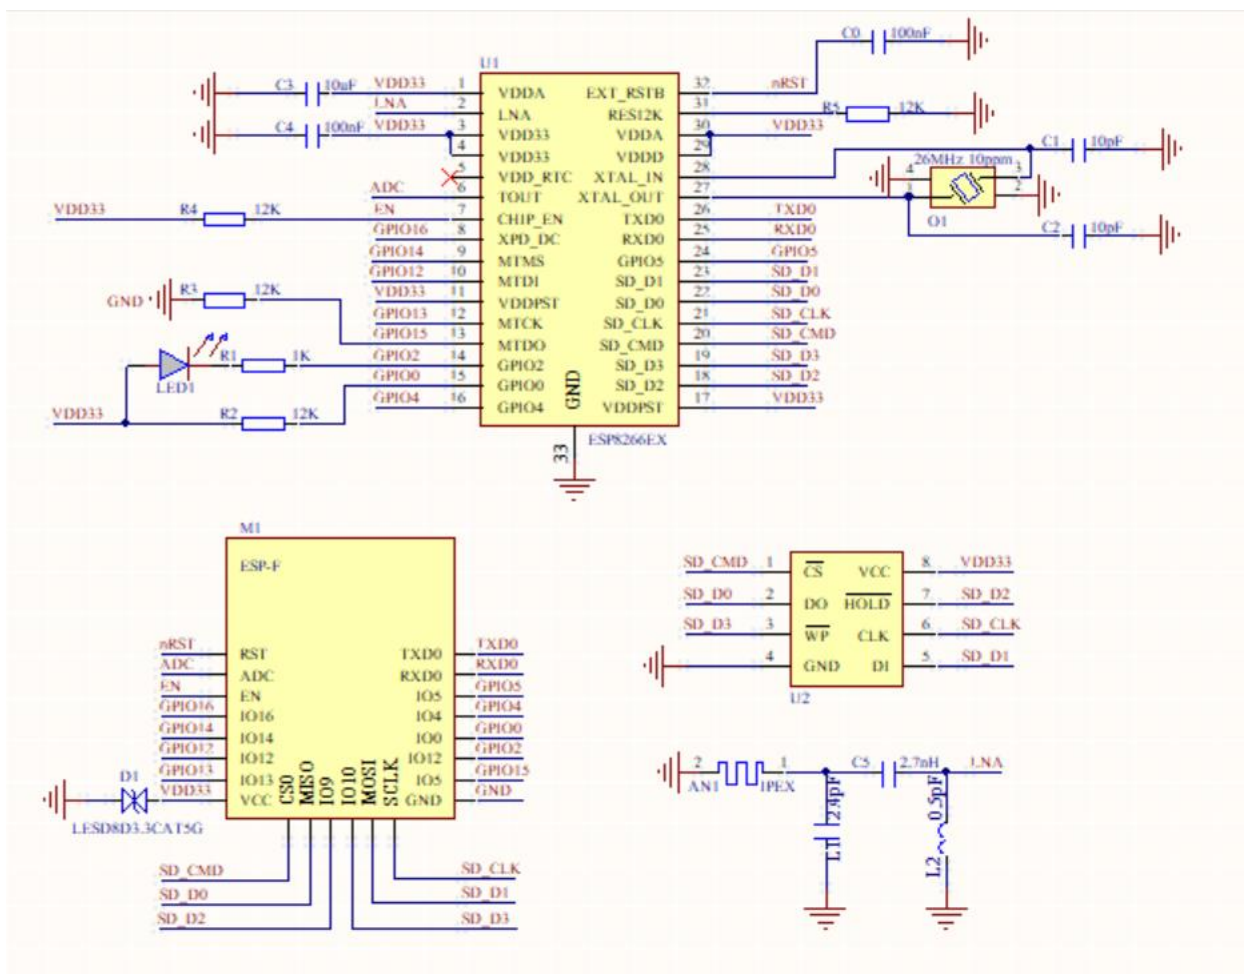 C0 100nF
U1
C3 10uF VDD33 1 VDDA EXT_RSTB 32 nRST
LNA 2 LNA RES12K 31 R5 12K
C4 100nF VDD33 3 VDD33 VDDA 30 VDD33
4 VDD33 VDDD 29
C1 10pF
5 VDD_RTC XTAL_IN 28
26MHz 10ppm
4 3
ADC 6 TOUT XTAL_OUT 27 1 2
VDD33 R4 12K EN 7 CHIP_EN TXD0 26 TXD0
O1
C2 10pF
GPIO16 8 XPD_DC RXD0 25 RXD0
GPIO14 9 MTMS GPIO5 24 GPIO5
GPIO12 10 MTDI SD_D1 23 SD_D1
GND R3 12K VDD33 11 VDDPST SD_D0 22 SD_D0
GPIO13 12 MTCK SD_CLK 21 SD_CLK
GPIO15 13 MTDO SD_CMD 20 SD_CMD
LED1 R1 1K GPIO2 14 GPIO2 SD_D3 19 SD_D3
GPIO0 15 GPIO0 SD_D2 18 SD_D2
VDD33 R2 12K GPIO4 16 GPIO4 VDDPST 17 VDD33
GND
33
ESP8266EX
M1
ESP-F
nRST RST TXD0 TXD0
ADC ADC RXD0 RXD0
EN EN IO5 GPIO5
GPIO16 IO16 IO4 GPIO4
GPIO14 IO14 IO0 GPIO0
GPIO12 IO12 IO12 GPIO2
GPIO13 IO13 IO5 GPIO15
D1 VDD33 VCC GND GND
LESD8D3.3CAT5G
CS0 MISO IO9 IO10 MOSI SCLK
SD_CMD SD_CLK
SD_D0 SD_D1
SD_D2 SD_D3
SD_CMD 1 CS VCC 8 VDD33
SD_D0 2 DO HOLD 7 SD_D2
SD_D3 3 WP CLK 6 SD_CLK
4 GND DI 5 SD_D1
U2
2 1 C5 2.7nH LNA
AN1 IPEX
L1 2.4pF
L2 0.5pF